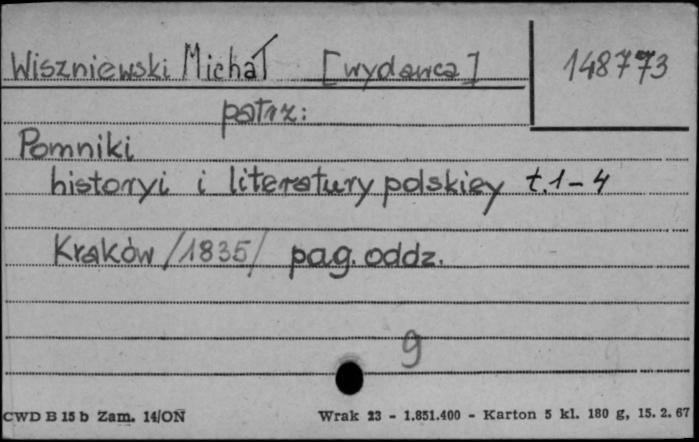 Wiszniewski Michał [wydawca] 148773
patrz:
Pomniki
historyi i literatury polskiey t. 1-4
Kraków /1835/ pag. oddz.
9
CWD B 15 b Zam. 14/ON Wrak 23 - 1.851.400 - Karton 5 kl. 180 g, 15. 2. 67